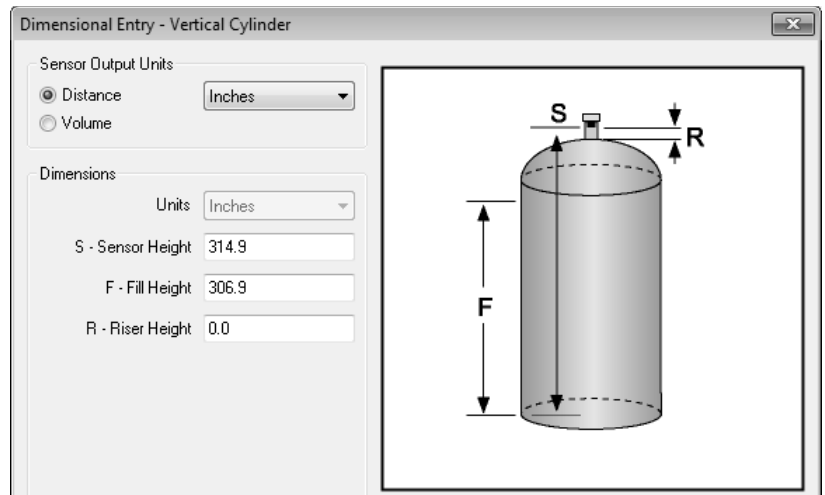 Dimensional Entry - Vertical Cylinder
Sensor Output Units
Distance
Inches
Volume
Dimensions
Units Inches
S - Sensor Height 314.9
F - Fill Height 306.9
R - Riser Height 0.0
S
R
F